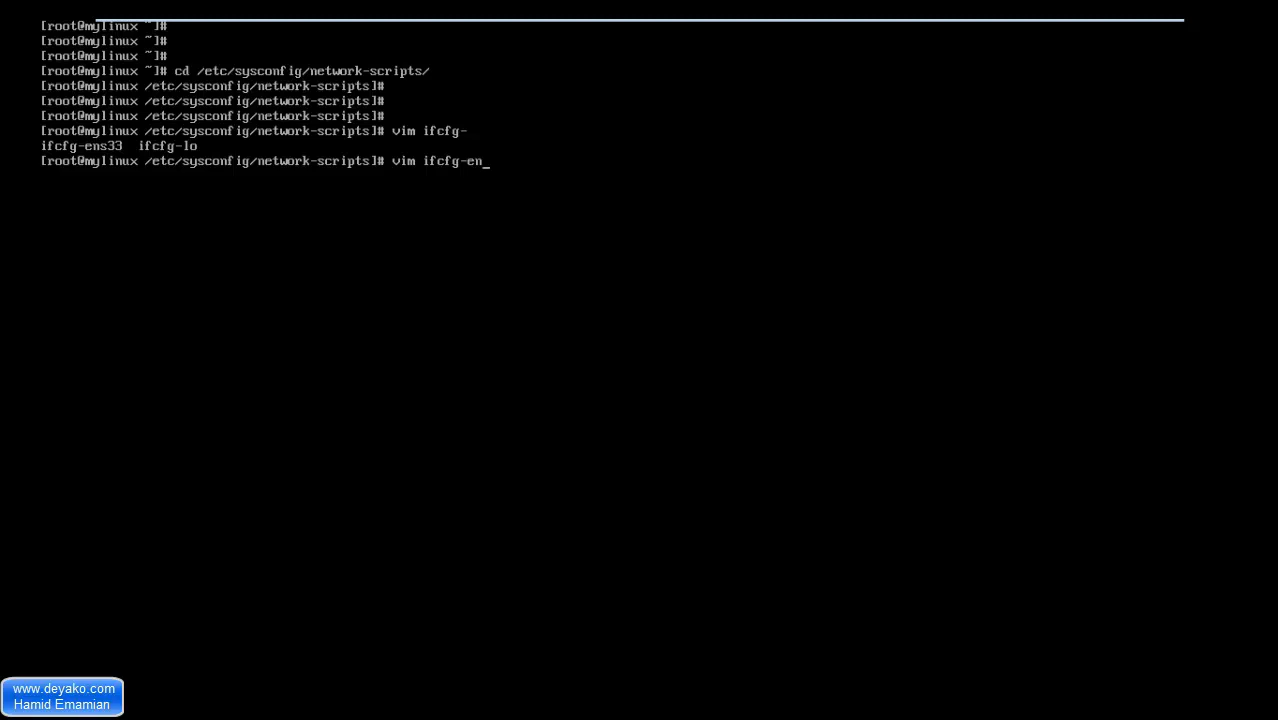 [root@mylinux ~]#
[root@mylinux ~]#
[root@mylinux ~]#
[root@mylinux ~]# cd /etc/sysconfig/network-scripts/
[root@mylinux /etc/sysconfig/network-scripts]#
[root@mylinux /etc/sysconfig/network-scripts]#
[root@mylinux /etc/sysconfig/network-scripts]#
[root@mylinux /etc/sysconfig/network-scripts]# vim ifcfg-
ifcfg-ens33  ifcfg-lo
[root@mylinux /etc/sysconfig/network-scripts]# vim ifcfg-en_
www.deyako.com
Hamid Emamian